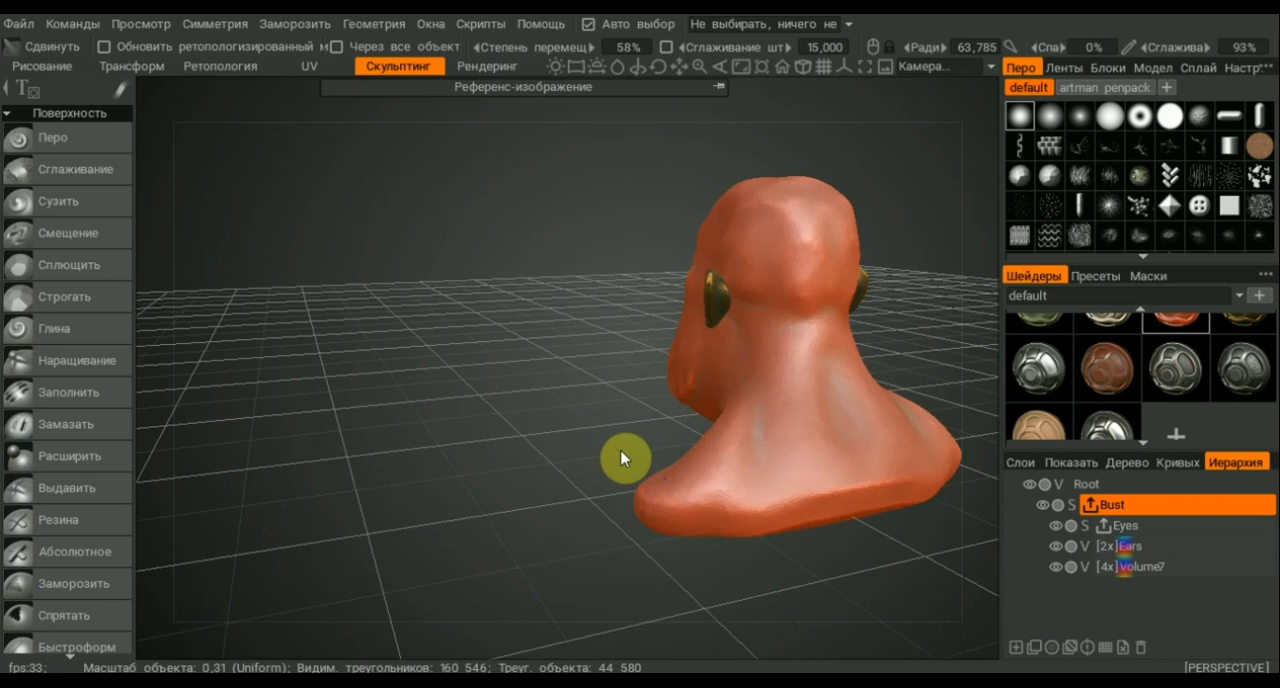 Файл Команды Просмотр Симметрия Заморозить Геометрия Окна Скрипты Помощь Авто выбор Не выбирать, ничего не
Сдвинуть Обновить ретопологизированный м Через все объект Степень перемещ 58% Сглаживание шт 15,000 Ради 63,785 Спа 0% Сглажива 93%
Рисование Трансформ Ретопология UV Скульптинг Рендеринг Камера...
Перо Ленты Блоки Модел Сплай Настр
Референс-изображение
default artman penpack +
Поверхность
Перо
Сглаживание
Сузить
Смещение
Сплющить
Строгать
Глина
Наращивание
Заполнить
Замазать
Расширить
Выдавить
Резина
Абсолютное
Заморозить
Спрятать
Быстроформ
Шейдеры Пресеты Маски
default
Слои Показать Дерево Кривых Иерархия
V Root
S Bust
S Eyes
V [2x]Ears
V [4x]Volume7
fps:33; Масштаб объекта: 0,31 (Uniform); Видим. треугольников: 160 546; Треуг. объекта: 44 580
[PERSPECTIVE]